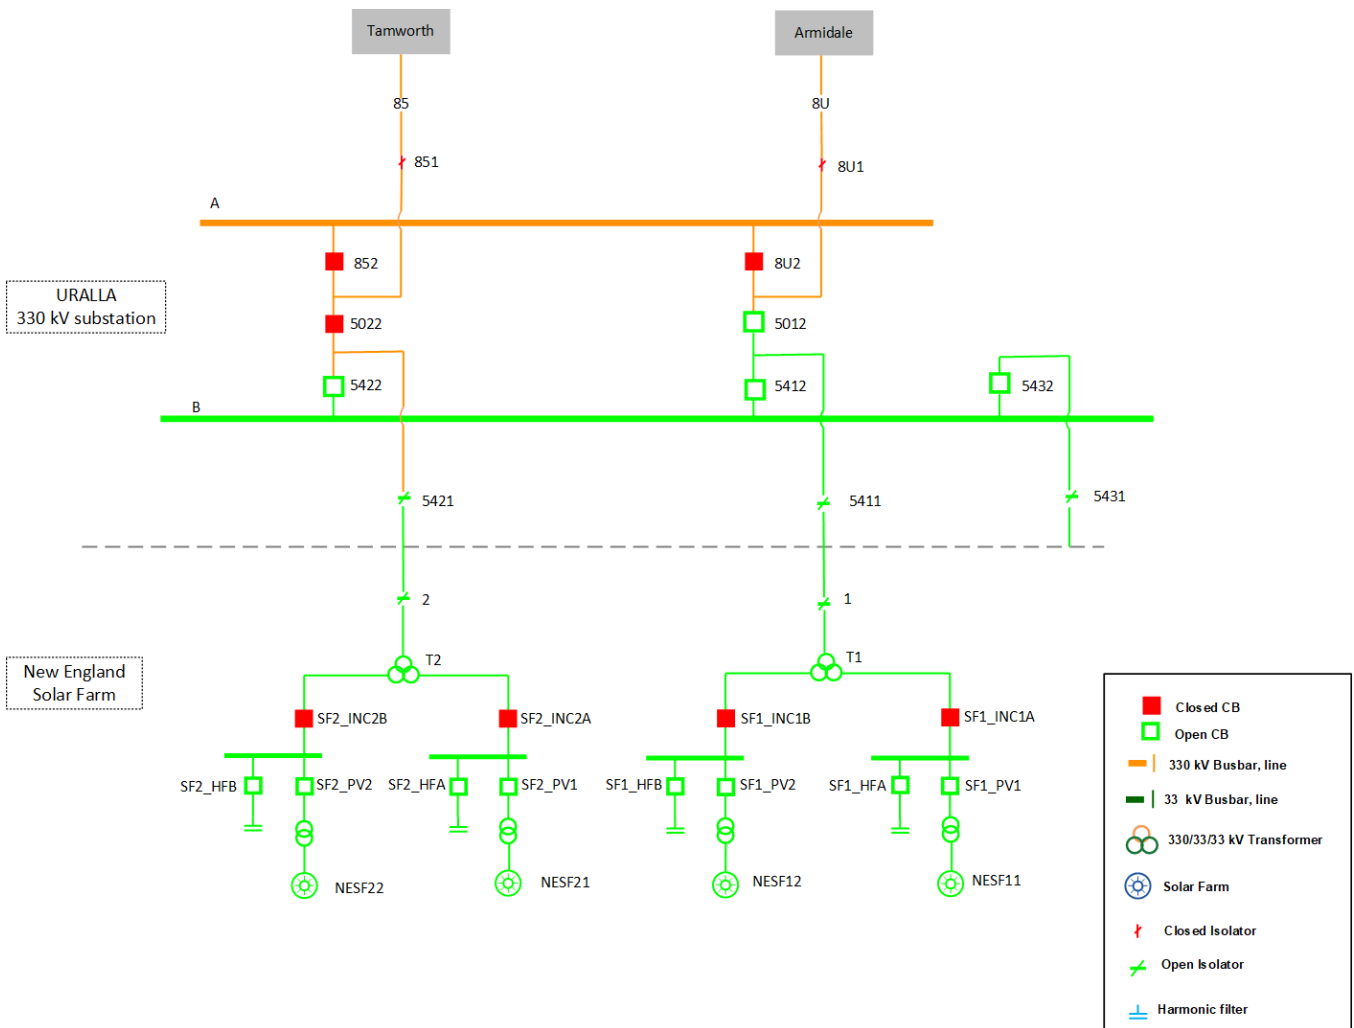 Tamworth
Armidale
85
8U
851
8U1
A
852
8U2
URALLA
330 kV substation
5022
5012
5422
5412
5432
B
5421
5411
5431
2
1
New England
Solar Farm
T2
T1
SF2_INC2B
SF2_INC2A
SF1_INC1B
SF1_INC1A
SF2_HFB
SF2_PV2
SF2_HFA
SF2_PV1
SF1_HFB
SF1_PV2
SF1_HFA
SF1_PV1
NESF22
NESF21
NESF12
NESF11
Closed CB
Open CB
330 kV Busbar, line
33 kV Busbar, line
330/33/33 kV Transformer
Solar Farm
Closed Isolator
Open Isolator
Harmonic filter